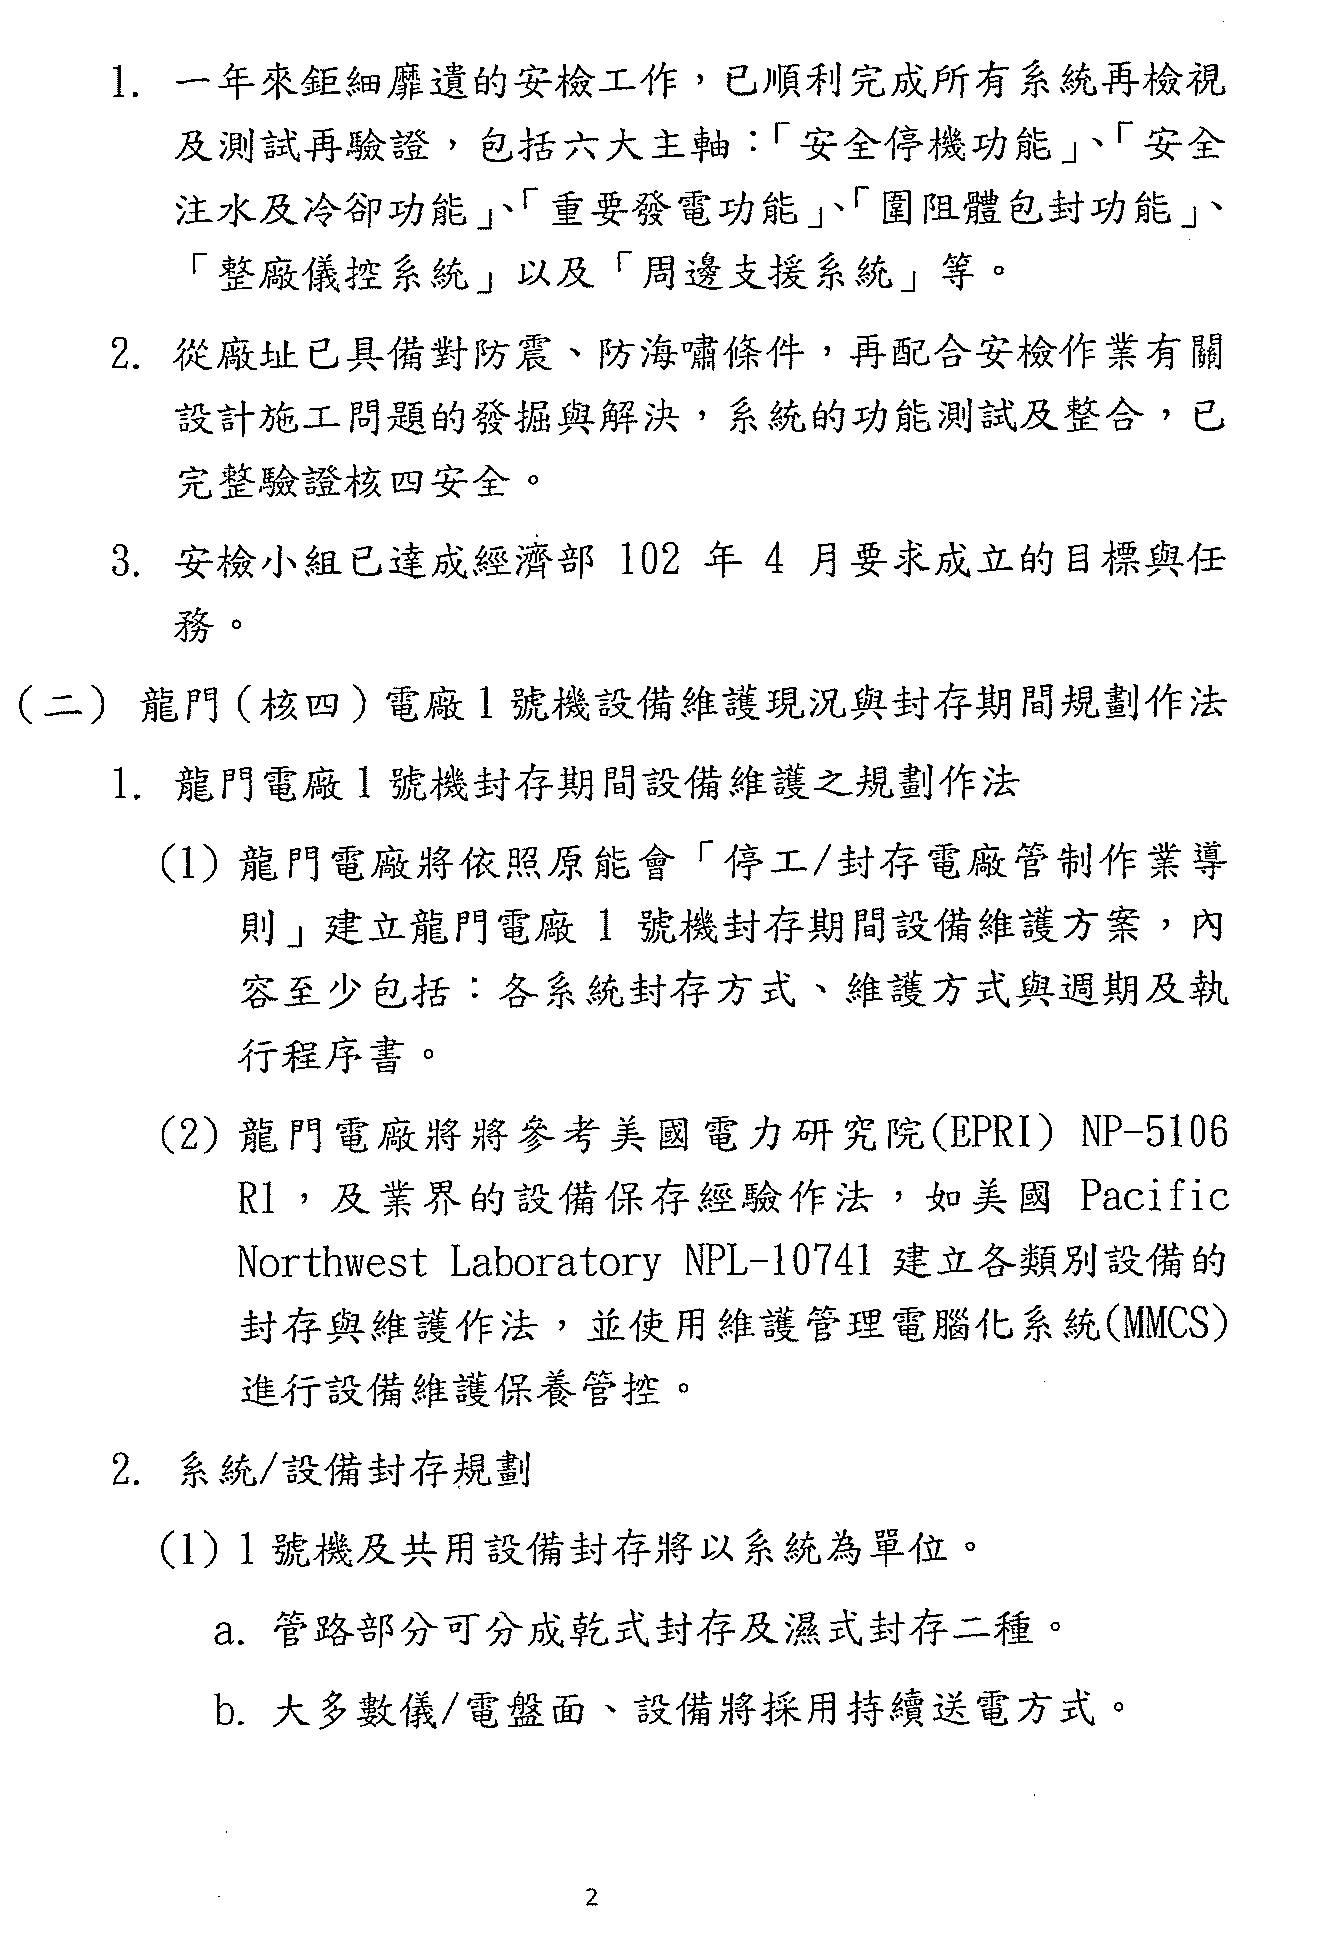 1. 一年來鉅細靡遺的安檢工作，已順利完成所有系統再檢視
及測試再驗證，包括六大主軸：「安全停機功能」、「安全
注水及冷卻功能」、「重要發電功能」、「圍阻體包封功能」、
「整廠儀控系統」以及「周邊支援系統」等。
2. 從廠址已具備對防震、防海嘯條件，再配合安檢作業有關
設計施工問題的發掘與解決，系統的功能測試及整合，已
完整驗證核四安全。
3. 安檢小組已達成經濟部 102 年 4 月要求成立的目標與任
務。
（二） 龍門（核四）電廠 1 號機設備維護現況與封存期間規劃作法
1. 龍門電廠 1 號機封存期間設備維護之規劃作法
(1) 龍門電廠將依照原能會「停工/封存電廠管制作業導
則」建立龍門電廠 1 號機封存期間設備維護方案，內
容至少包括：各系統封存方式、維護方式與週期及執
行程序書。
(2) 龍門電廠將將參考美國電力研究院(EPRI) NP-5106
R1，及業界的設備保存經驗作法，如美國 Pacific
Northwest Laboratory NPL-10741 建立各類別設備的
封存與維護作法，並使用維護管理電腦化系統(MMCS)
進行設備維護保養管控。
2. 系統/設備封存規劃
(1) 1 號機及共用設備封存將以系統為單位。
a. 管路部分可分成乾式封存及濕式封存二種。
b. 大多數儀/電盤面、設備將採用持續送電方式。
2